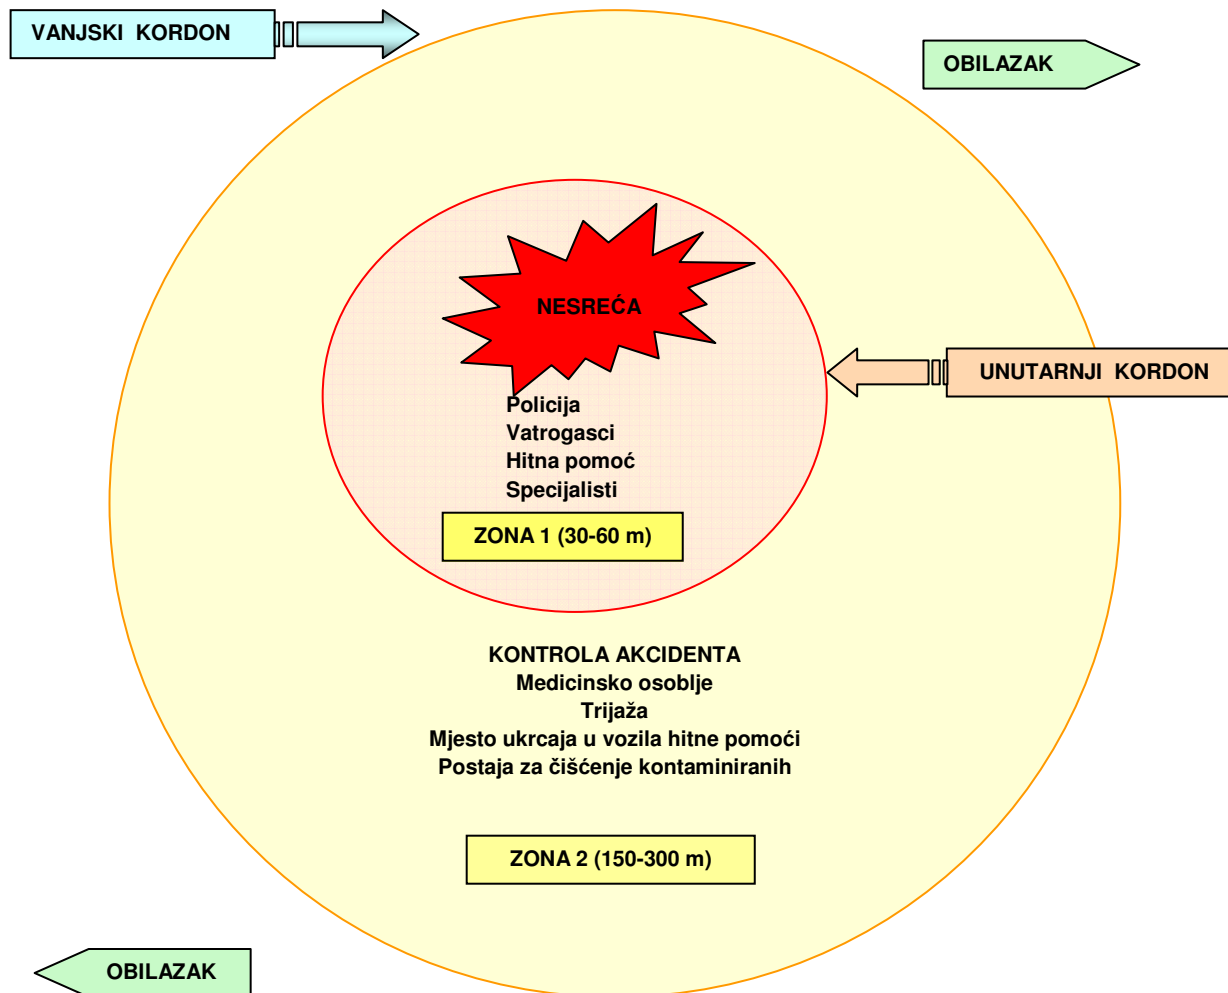 VANJSKI KORDON
OBILAZAK
NESREĆA
UNUTARNJI KORDON
Policija
Vatrogasci
Hitna pomoć
Specijalisti
ZONA 1 (30-60 m)
KONTROLA AKCIDENTA
Medicinsko osoblje
Trijaža
Mjesto ukrcaja u vozila hitne pomoći
Postaja za čišćenje kontaminiranih
ZONA 2 (150-300 m)
OBILAZAK